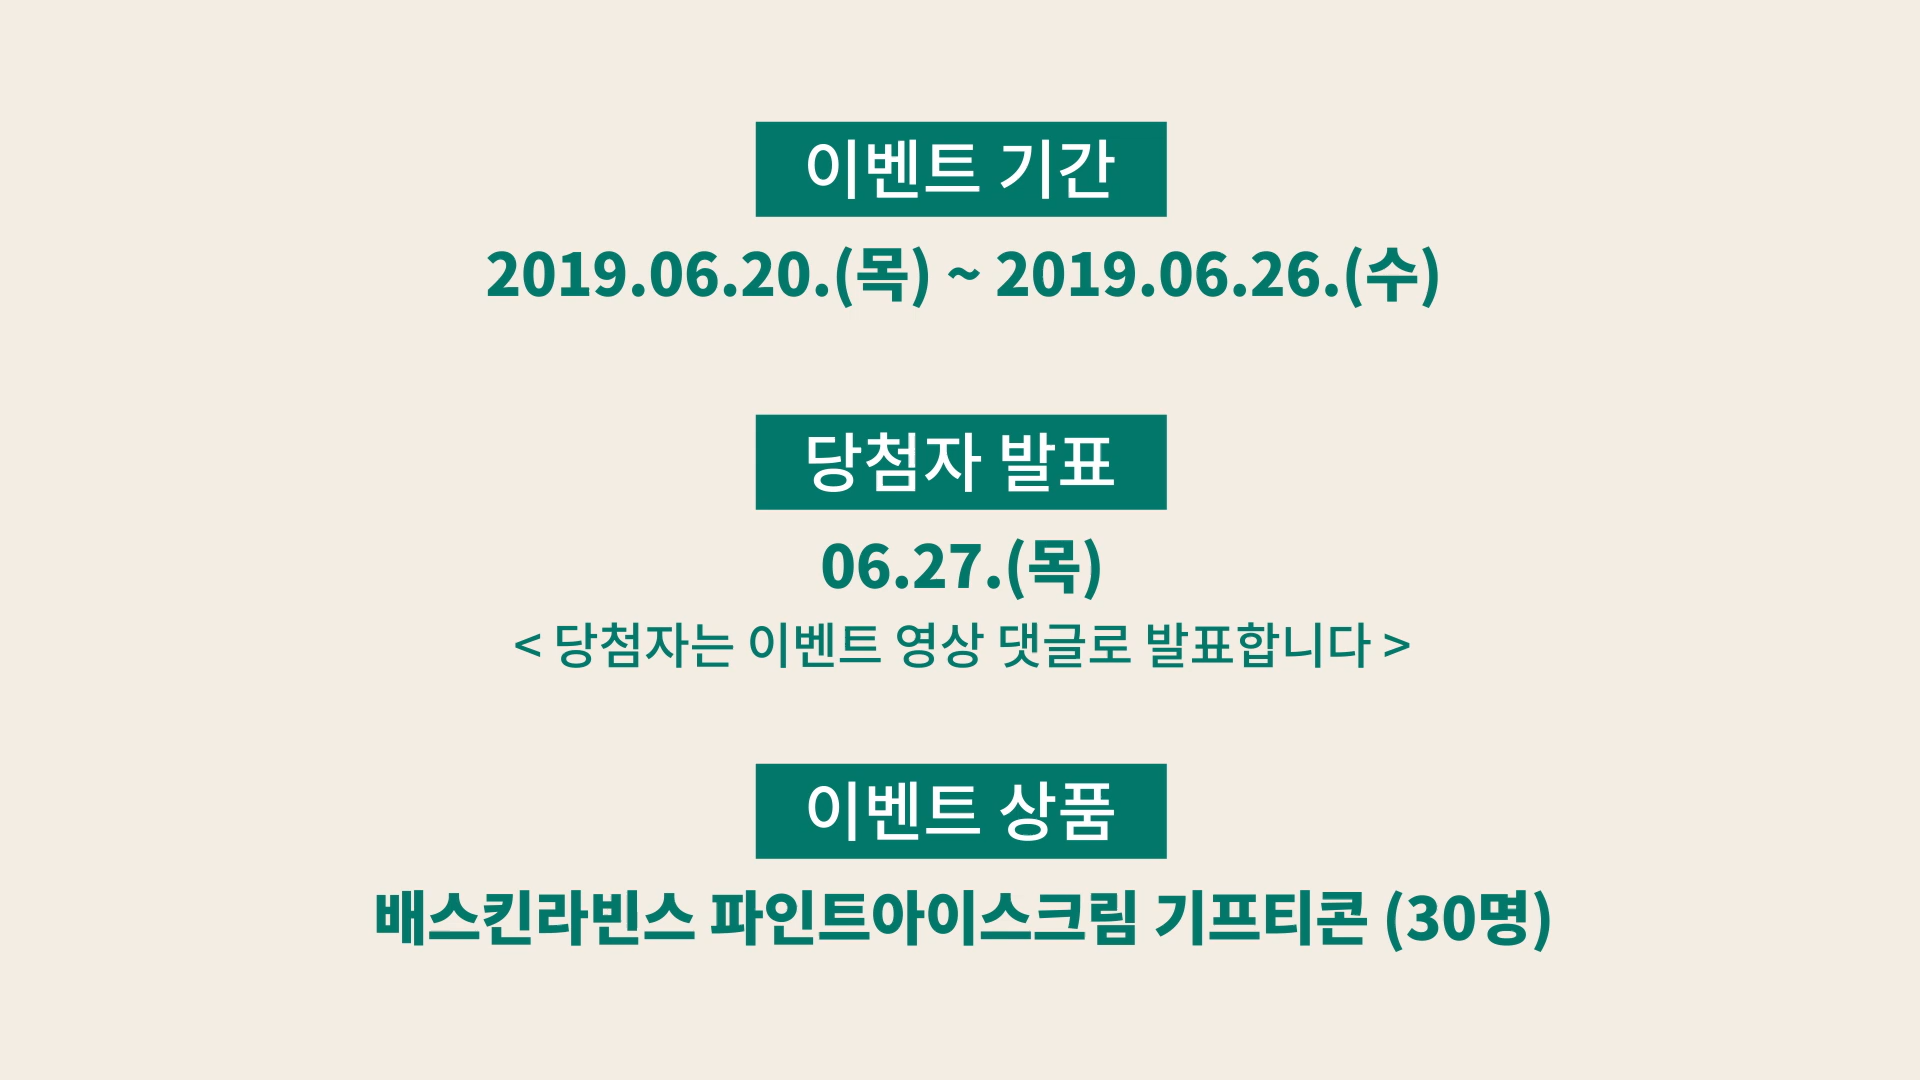 이벤트 기간
2019.06.20.(목) ~ 2019.06.26.(수)
당첨자 발표
06.27.(목)
< 당첨자는 이벤트 영상 댓글로 발표합니다 >
이벤트 상품
배스킨라빈스 파인트아이스크림 기프티콘 (30명)